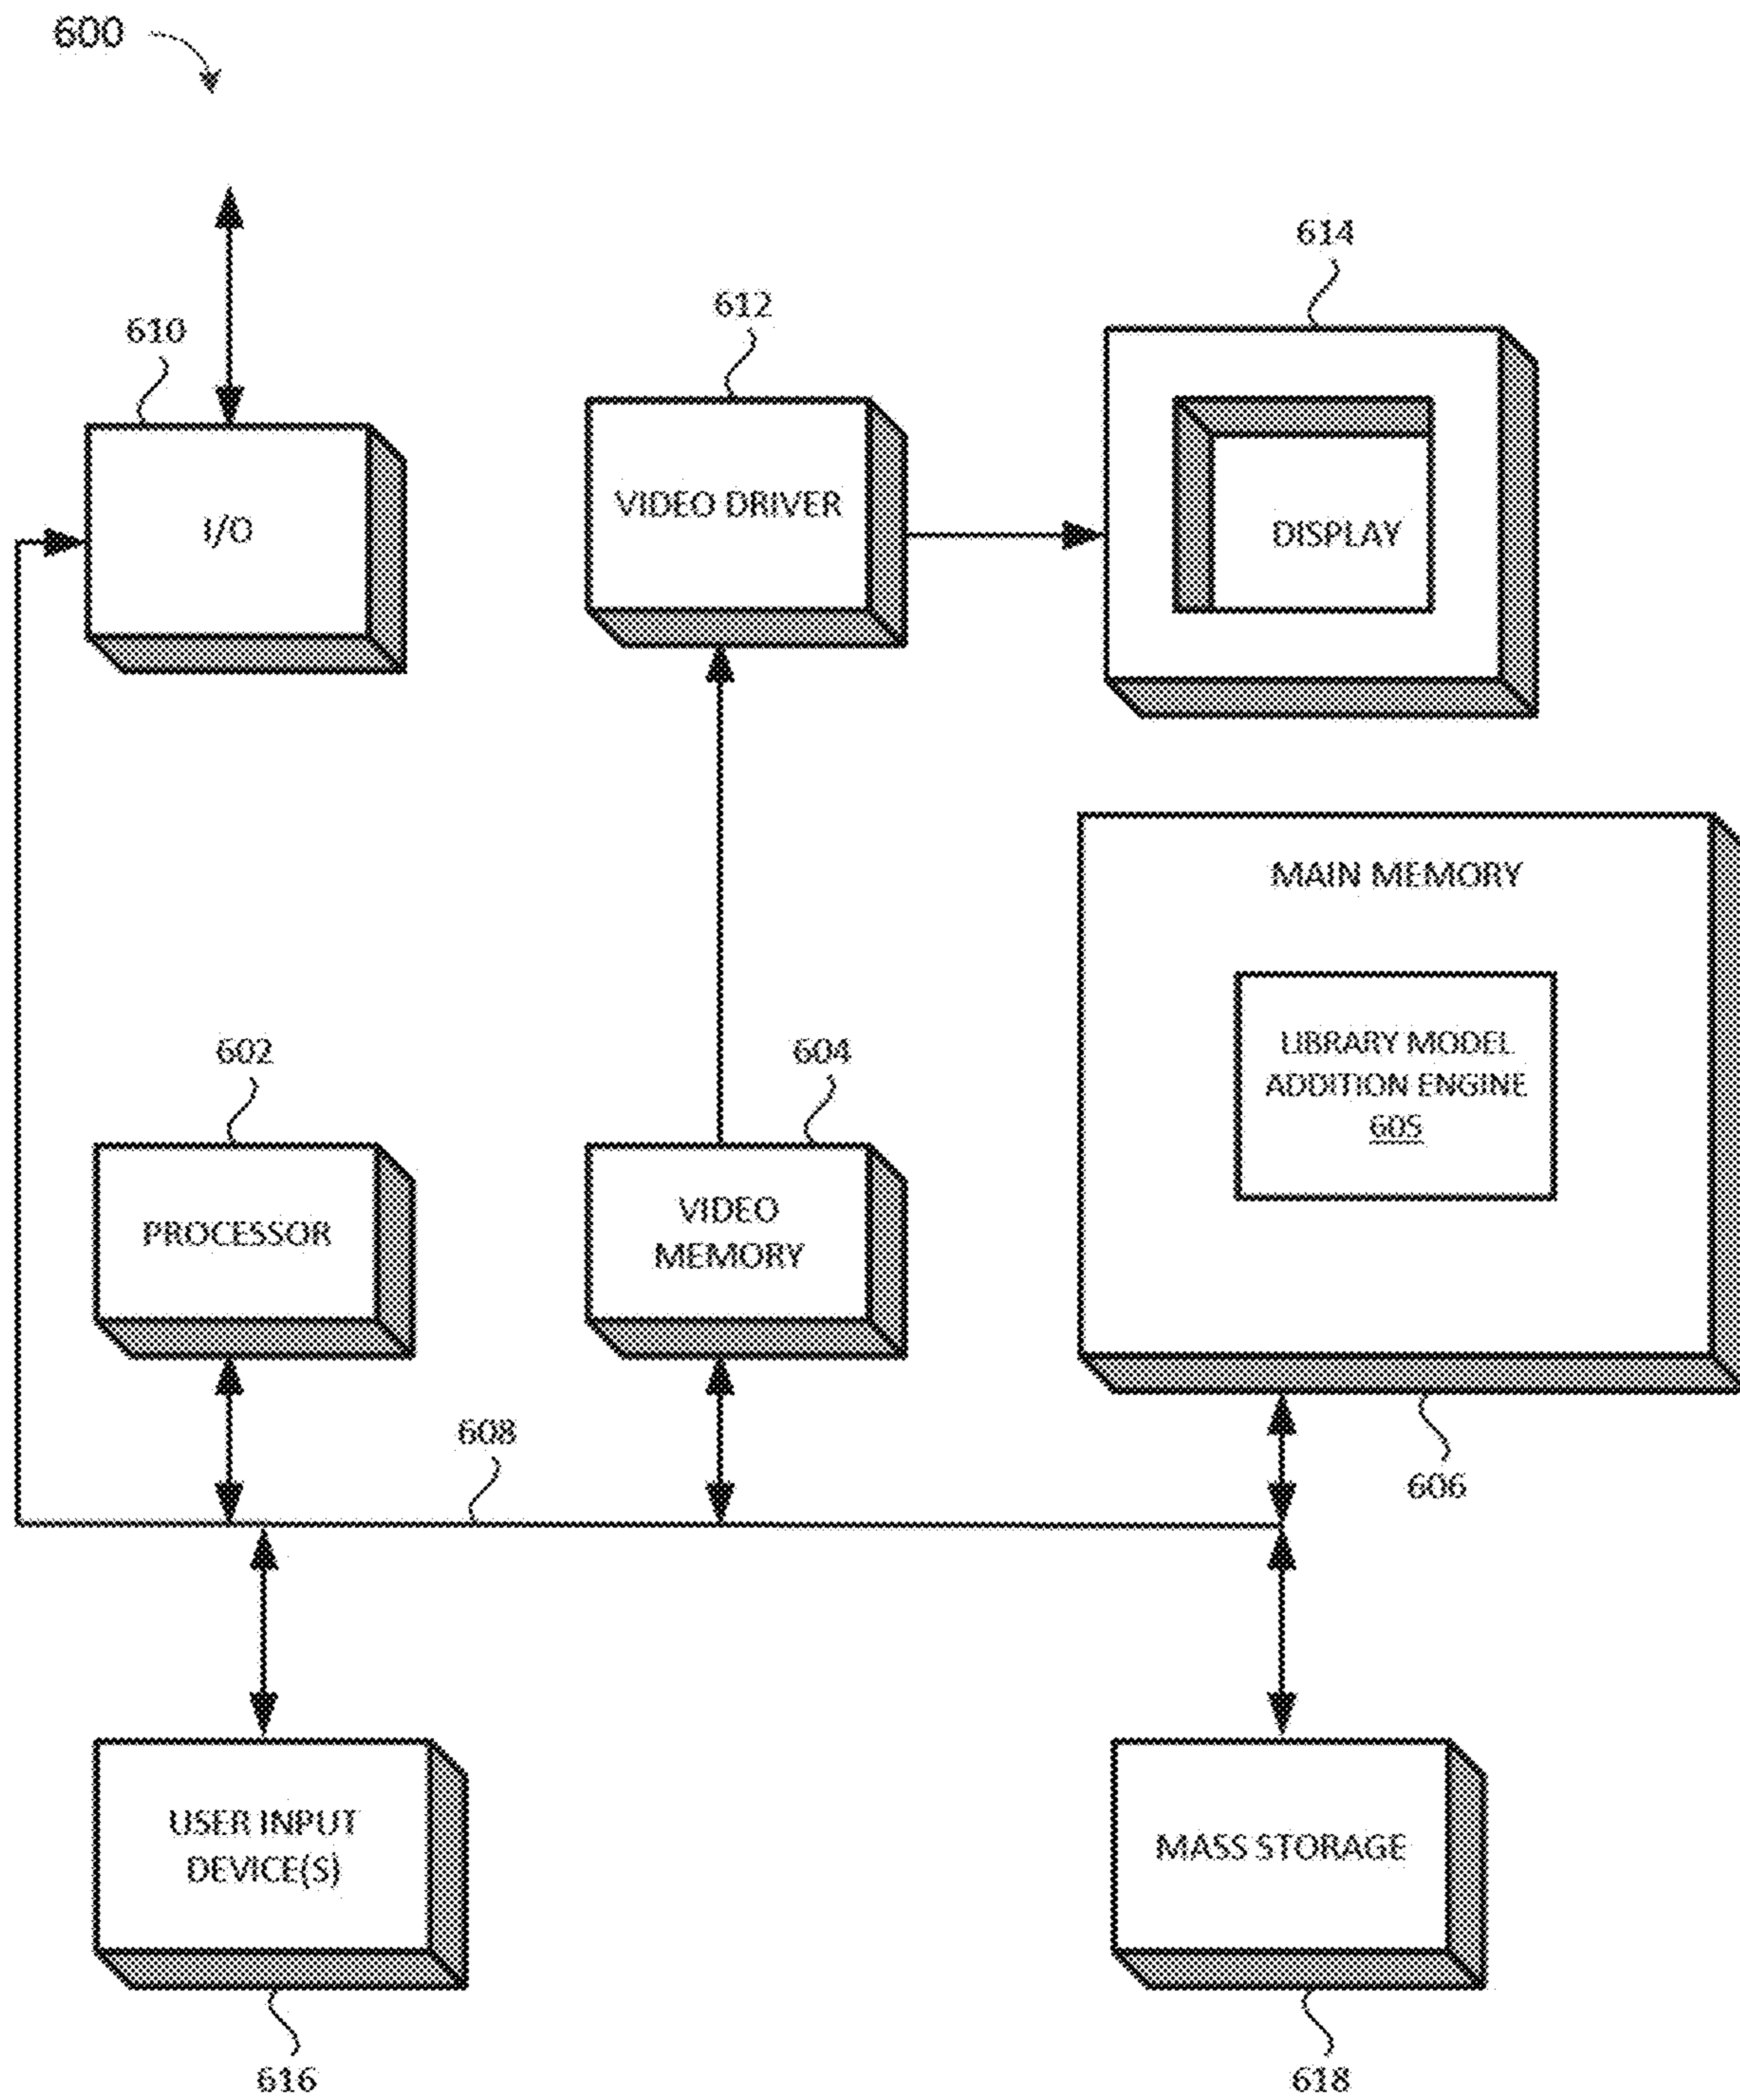 600
614
612
610
VIDEO DRIVER
I/O
DISPLAY
MAIN MEMORY
602
604
LIBRARY MODEL
ADDITION ENGINE
605
PROCESSOR
VIDEO
MEMORY
608
606
USER INPUT
DEVICE(S)
MASS STORAGE
616
618